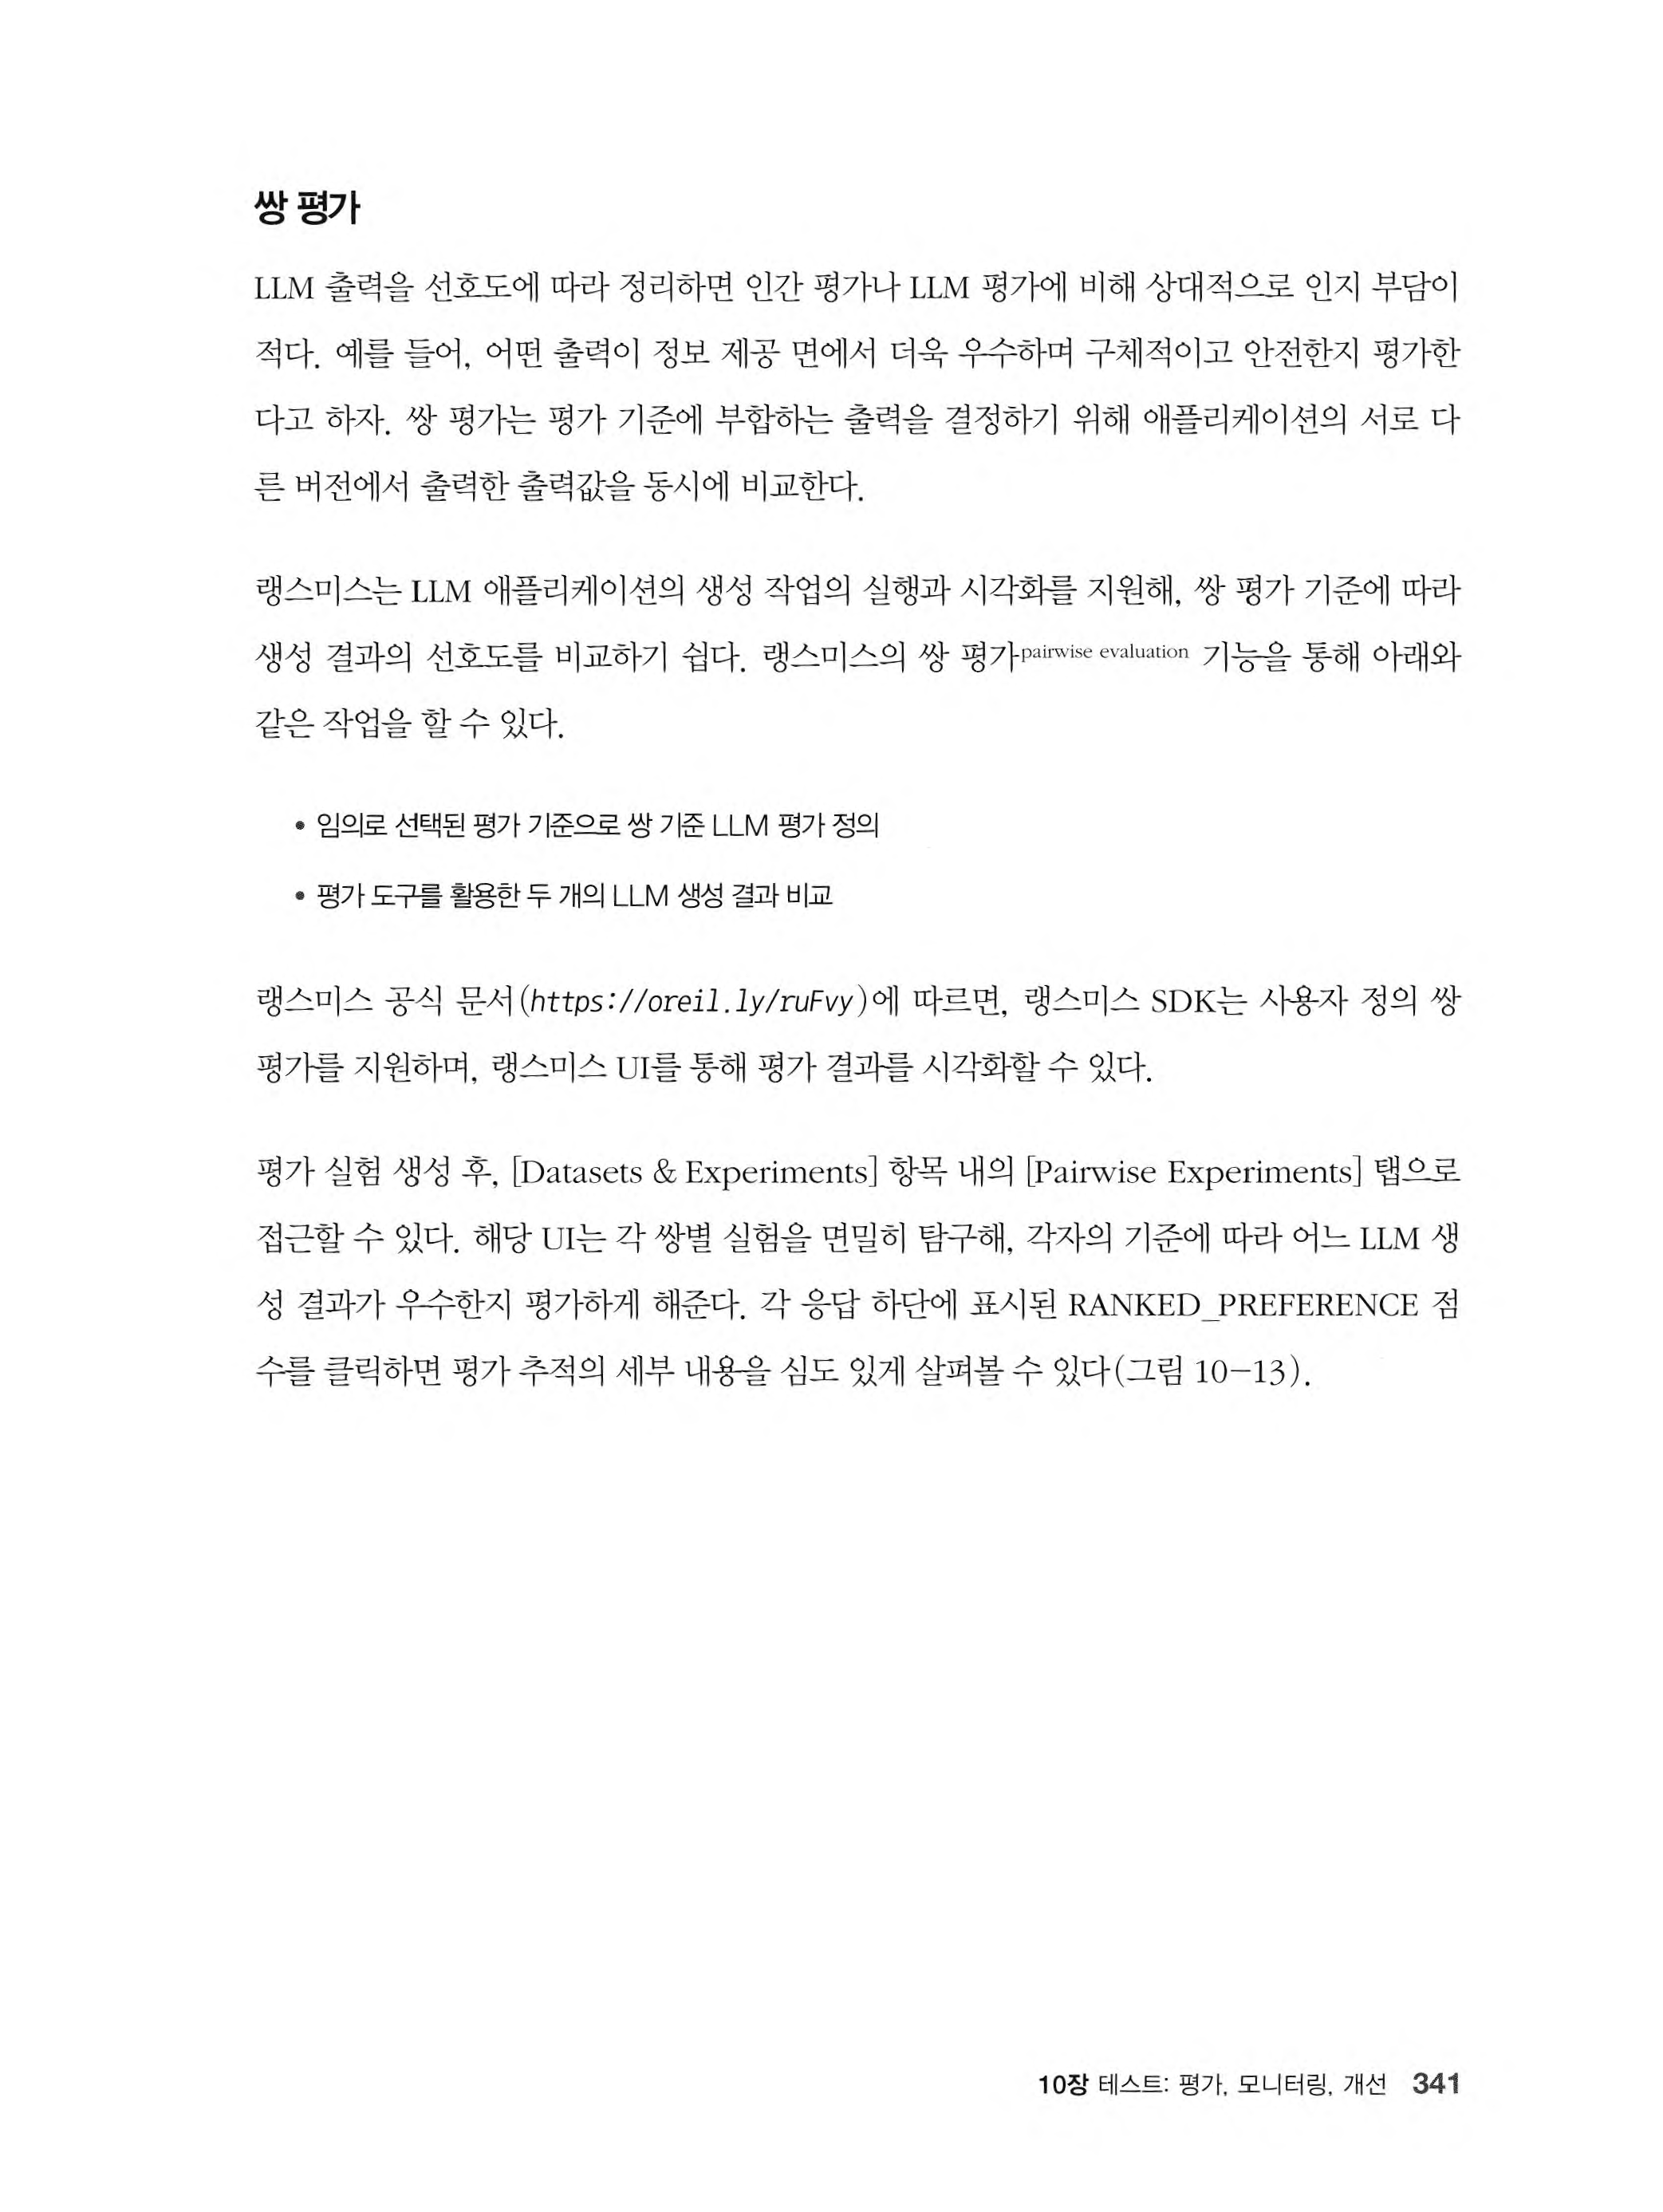 쌍 평가
LLM 출력을 선호도에 따라 정리하면 인간 평가나 LLM 평가에 비해 상대적으로 인지 부담이
적다. 예를 들어, 어떤 출력이 정보 제공 면에서 더욱 우수하며 구체적이고 안전한지 평가한
다고 하자. 쌍 평가는 평가 기준에 부합하는 출력을 결정하기 위해 애플리케이션의 서로 다
른 버전에서 출력한 출력값을 동시에 비교한다.
랭스미스는 LLM 애플리케이션의 생성 작업의 실행과 시각화를 지원해, 쌍 평가 기준에 따라
생성 결과의 선호도를 비교하기 쉽다. 랭스미스의 쌍 평가pairwise evaluation 기능을 통해 아래와
같은 작업을 할 수 있다.
• 임의로 선택된 평가 기준으로 쌍 기준 LLM 평가 정의
• 평가 도구를 활용한 두 개의 LLM 생성 결과 비교
랭스미스 공식 문서(https://oreil.ly/ruFvy)에 따르면, 랭스미스 SDK는 사용자 정의 쌍
평가를 지원하며, 랭스미스 UI를 통해 평가 결과를 시각화할 수 있다.
평가 실험 생성 후, [Datasets & Experiments] 항목 내의 [Pairwise Experiments] 탭으로
접근할 수 있다. 해당 UI는 각 쌍별 실험을 면밀히 탐구해, 각자의 기준에 따라 어느 LLM 생
성 결과가 우수한지 평가하게 해준다. 각 응답 하단에 표시된 RANKED_PREFERENCE 점
수를 클릭하면 평가 추적의 세부 내용을 심도 있게 살펴볼 수 있다(그림 10-13).
10장 테스트: 평가, 모니터링, 개선 341